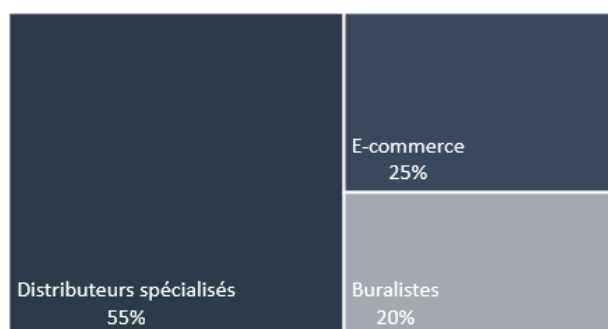 Distributeurs spécialisés
55%
E-commerce
25%
Buralistes
20%